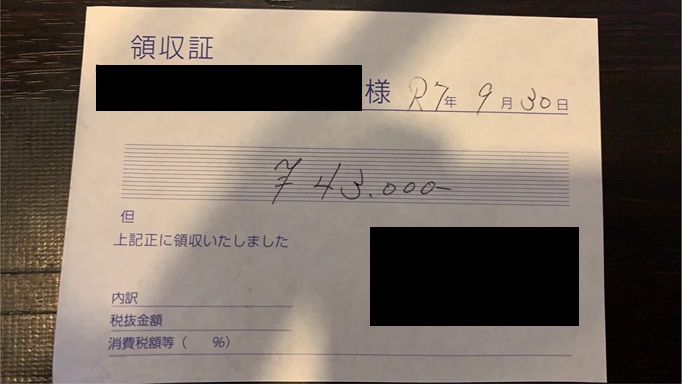 領収証
様 R7年 9月 30日
¥43.000-
但
上記正に領収いたしました
内訳
税抜金額
消費税額等( %)